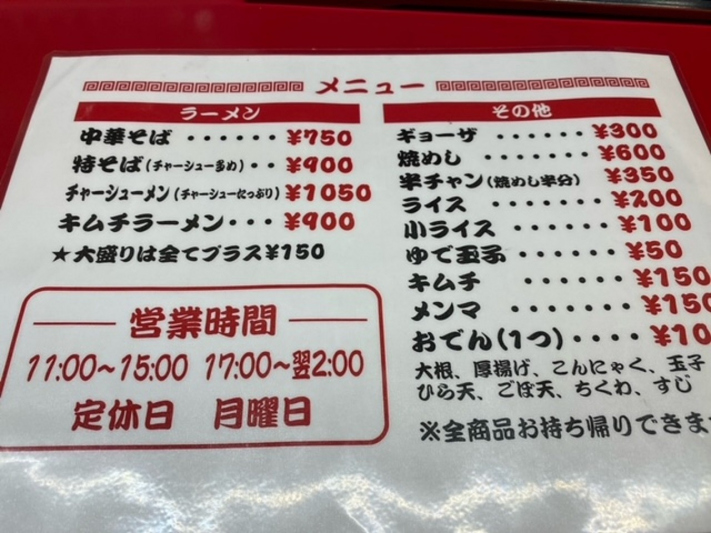 メニュー
ラーメン
中華そば ・・・・・・ ¥750
特そば(チャーシュー多め)・・ ¥900
チャーシューメン(チャーシューたっぷり)・ ¥1050
キムチラーメン・・・ ¥900
★大盛りは全てプラス¥150
営業時間
11:00~15:00 17:00~翌2:00
定休日 月曜日
その他
ギョーザ ・・・・・・ ¥300
焼めし ・・・・・・・ ¥600
半チャン(焼めし半分) ・・・ ¥350
ライス ・・・・・・・ ¥200
小ライス ・・・・・・ ¥100
ゆで玉子・・・・・・ ¥50
キムチ ・・・・・・・ ¥150
メンマ ・・・・・・・ ¥150
おでん(1つ)・・・・ ¥10
大根、厚揚げ、こんにゃく、玉子
ひら天、ごぼ天、ちくわ、すじ
※全商品お持ち帰りできま